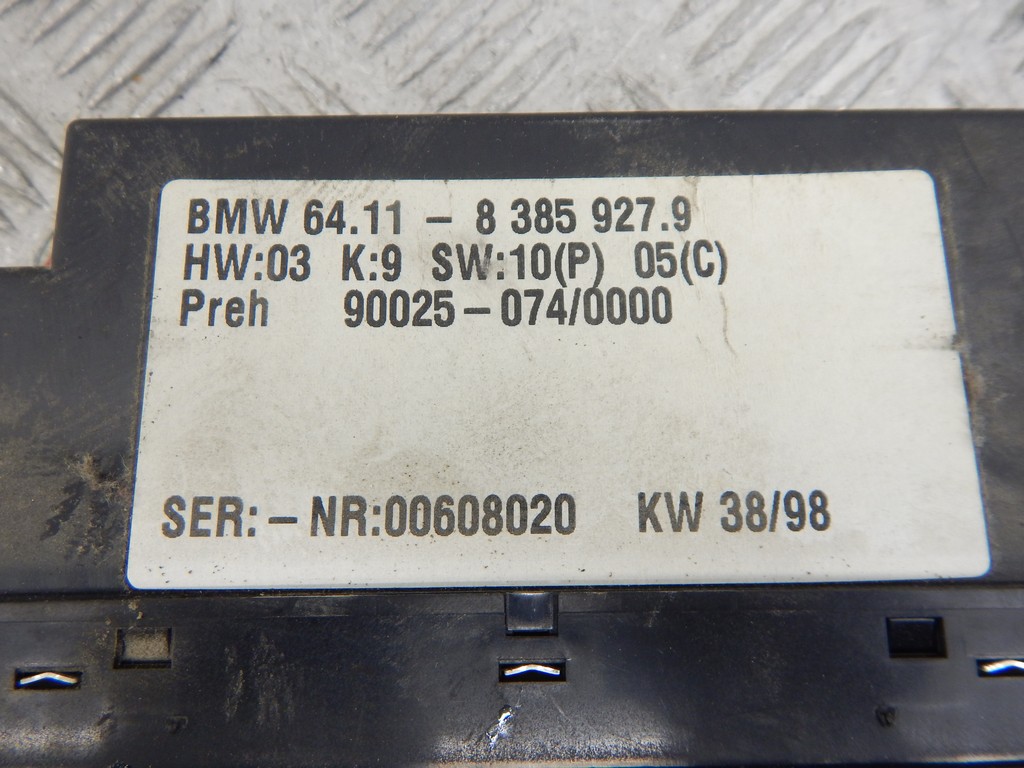 BMW 64.11 - 8 385 927.9
HW:03 K:9 SW:10(P) 05(C)
Preh 90025-074/0000
SER:-NR:00608020 KW 38/98